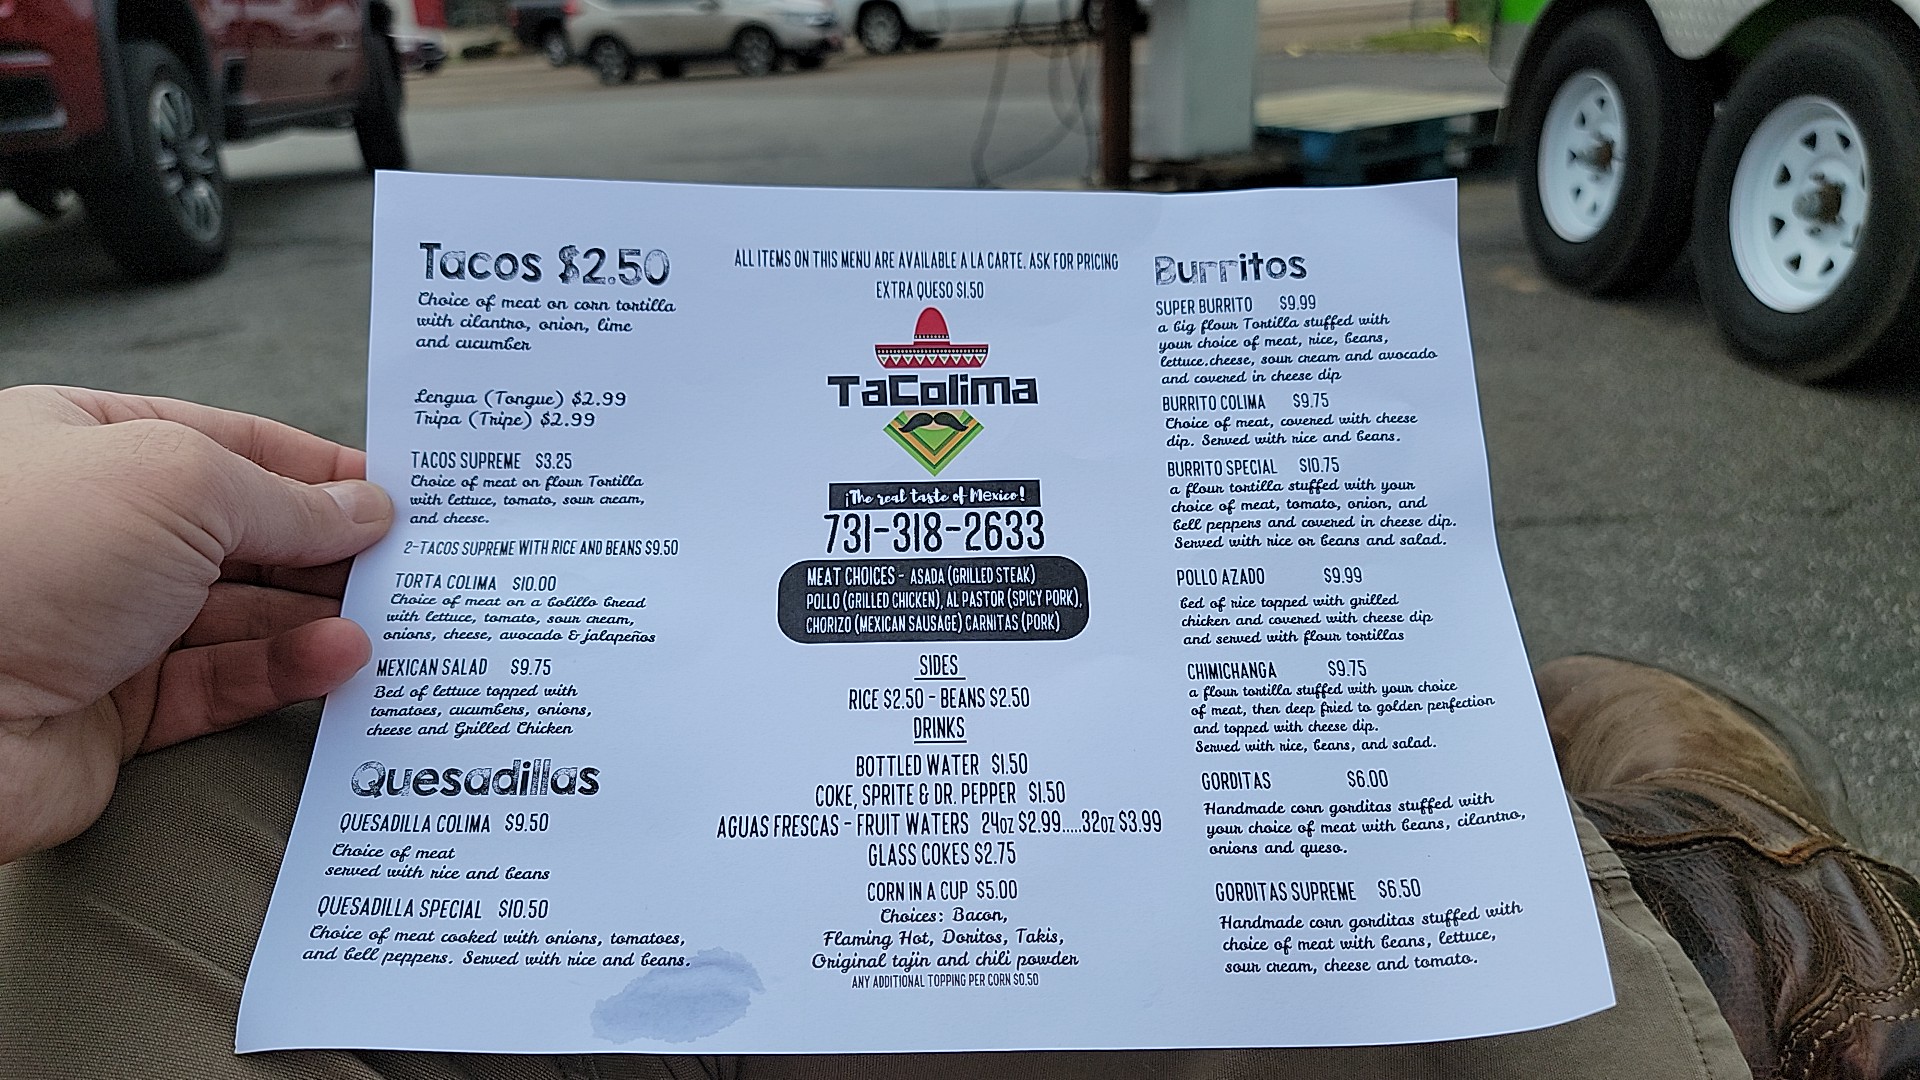 Tacos $2.50
Choice of meat on corn tortilla
with cilantro, onion, lime
and cucumber
Lengua (Tongue) $2.99
Tripa (Tripe) $2.99
TACOS SUPREME $3.25
Choice of meat on flour Tortilla
with lettuce, tomato, sour cream,
and cheese.
2-TACOS SUPREME WITH RICE AND BEANS $9.50
TORTA COLIMA $10.00
Choice of meat on a bolillo bread
with lettuce, tomato, sour cream,
onions, cheese, avocado & jalapeños
MEXICAN SALAD $9.75
Bed of lettuce topped with
tomatoes, cucumbers, onions,
cheese and Grilled Chicken
Quesadillas
QUESADILLA COLIMA $9.50
Choice of meat
served with rice and beans
QUESADILLA SPECIAL $10.50
Choice of meat cooked with onions, tomatoes,
and bell peppers. Served with rice and beans.
ALL ITEMS ON THIS MENU ARE AVAILABLE A LA CARTE. ASK FOR PRICING
EXTRA QUESO $1.50
TaColima
¡The real taste of Mexico!
731-318-2633
MEAT CHOICES - ASADA (GRILLED STEAK)
POLLO (GRILLED CHICKEN), AL PASTOR (SPICY PORK),
CHORIZO (MEXICAN SAUSAGE) CARNITAS (PORK)
SIDES
RICE $2.50 - BEANS $2.50
DRINKS
BOTTLED WATER $1.50
COKE, SPRITE & DR. PEPPER $1.50
AGUAS FRESCAS - FRUIT WATERS 24oz $2.99.....32oz $3.99
GLASS COKES $2.75
CORN IN A CUP $5.00
Choices: Bacon,
Flaming Hot, Doritos, Takis,
Original tajin and chili powder
ANY ADDITIONAL TOPPING PER CORN $0.50
Burritos
SUPER BURRITO $9.99
a big flour Tortilla stuffed with
your choice of meat, rice, beans,
lettuce.cheese, sour cream and avocado
and covered in cheese dip
BURRITO COLIMA $9.75
Choice of meat, covered with cheese
dip. Served with rice and beans.
BURRITO SPECIAL $10.75
a flour tortilla stuffed with your
choice of meat, tomato, onion, and
bell peppers and covered in cheese dip.
Served with rice or beans and salad.
POLLO AZADO $9.99
bed of rice topped with grilled
chicken and covered with cheese dip
and served with flour tortillas
CHIMICHANGA $9.75
a flour tortilla stuffed with your choice
of meat, then deep fried to golden perfection
and topped with cheese dip.
Served with rice, beans, and salad.
GORDITAS $6.00
Handmade corn gorditas stuffed with
your choice of meat with beans, cilantro,
onions and queso.
GORDITAS SUPREME $6.50
Handmade corn gorditas stuffed with
choice of meat with beans, lettuce,
sour cream, cheese and tomato.